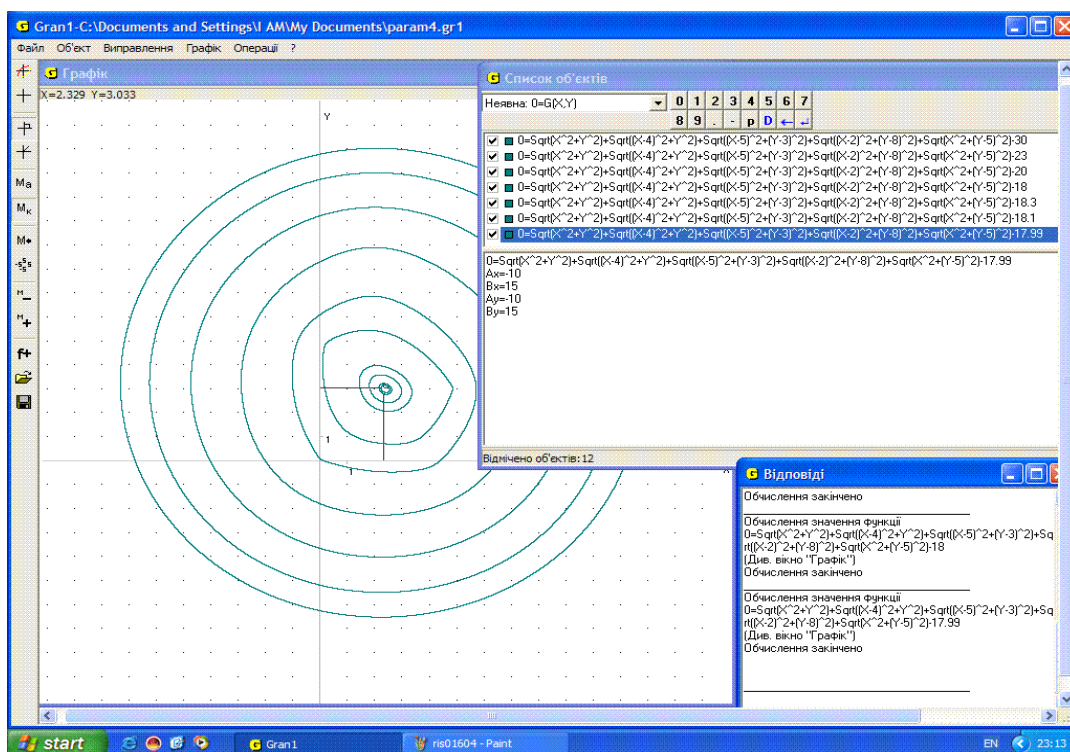 Gran1-C:\Documents and Settings\I AM\My Documents\param4.gr1
Файл Об'єкт Виправлення Графік Операції ?
Графік
X=2.329 Y=3.033
Y
1
1
X
Ma
Мк
M*
M
M+
f+
Список об'єктів
Неявна: 0=G(X,Y)
0 1 2 3 4 5 6 7
8 9 . - p D ← ↵
0=Sqrt(X^2+Y^2)+Sqrt((X-4)^2+Y^2)+Sqrt((X-5)^2+(Y-3)^2)+Sqrt((X-2)^2+(Y-8)^2)+Sqrt(X^2+(Y-5)^2)-30
0=Sqrt(X^2+Y^2)+Sqrt((X-4)^2+Y^2)+Sqrt((X-5)^2+(Y-3)^2)+Sqrt((X-2)^2+(Y-8)^2)+Sqrt(X^2+(Y-5)^2)-23
0=Sqrt(X^2+Y^2)+Sqrt((X-4)^2+Y^2)+Sqrt((X-5)^2+(Y-3)^2)+Sqrt((X-2)^2+(Y-8)^2)+Sqrt(X^2+(Y-5)^2)-20
0=Sqrt(X^2+Y^2)+Sqrt((X-4)^2+Y^2)+Sqrt((X-5)^2+(Y-3)^2)+Sqrt((X-2)^2+(Y-8)^2)+Sqrt(X^2+(Y-5)^2)-18
0=Sqrt(X^2+Y^2)+Sqrt((X-4)^2+Y^2)+Sqrt((X-5)^2+(Y-3)^2)+Sqrt((X-2)^2+(Y-8)^2)+Sqrt(X^2+(Y-5)^2)-18.3
0=Sqrt(X^2+Y^2)+Sqrt((X-4)^2+Y^2)+Sqrt((X-5)^2+(Y-3)^2)+Sqrt((X-2)^2+(Y-8)^2)+Sqrt(X^2+(Y-5)^2)-18.1
0=Sqrt(X^2+Y^2)+Sqrt((X-4)^2+Y^2)+Sqrt((X-5)^2+(Y-3)^2)+Sqrt((X-2)^2+(Y-8)^2)+Sqrt(X^2+(Y-5)^2)-17.99
0=Sqrt(X^2+Y^2)+Sqrt((X-4)^2+Y^2)+Sqrt((X-5)^2+(Y-3)^2)+Sqrt((X-2)^2+(Y-8)^2)+Sqrt(X^2+(Y-5)^2)-17.99
Ax=-10
Bx=15
Ay=-10
By=15
Відмічено об'єктів:12
Відповіді
Обчислення закінчено
Обчислення значення функції
0=Sqrt(X^2+Y^2)+Sqrt((X-4)^2+Y^2)+Sqrt((X-5)^2+(Y-3)^2)+Sq
rt((X-2)^2+(Y-8)^2)+Sqrt(X^2+(Y-5)^2)-18
(Див. вікно "Графік")
Обчислення закінчено
Обчислення значення функції
0=Sqrt(X^2+Y^2)+Sqrt((X-4)^2+Y^2)+Sqrt((X-5)^2+(Y-3)^2)+Sq
rt((X-2)^2+(Y-8)^2)+Sqrt(X^2+(Y-5)^2)-17.99
(Див. вікно "Графік")
Обчислення закінчено
start
Gran1
ris01604 - Paint
EN
23:13